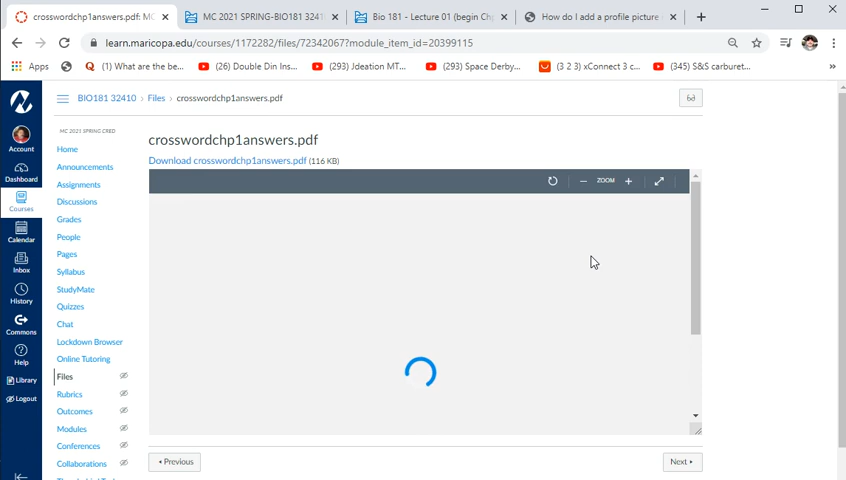 crosswordchp1answers.pdf: MC
MC 2021 SPRING-BIO181 3241
Bio 181 - Lecture 01 (begin Chp
How do I add a profile picture
learn.maricopa.edu/courses/1172282/files/72342067?module_item_id=20399115
Apps
(1) What are the be...
(26) Double Din Ins...
(293) Jdeation MT...
(293) Space Derby...
(3 2 3) xConnect 3 c...
(345) S&S carburet...
»
BIO181 32410 > Files > crosswordchp1answers.pdf
MC 2021 SPRING CRED
Account
Dashboard
Courses
Calendar
Inbox
History
Commons
Help
Library
Logout
Home
Announcements
Assignments
Discussions
Grades
People
Pages
Syllabus
StudyMate
Quizzes
Chat
Lockdown Browser
Online Tutoring
Files
Rubrics
Outcomes
Modules
Conferences
Collaborations
crosswordchp1answers.pdf
Download crosswordchp1answers.pdf (116 KB)
ZOOM
Previous
Next